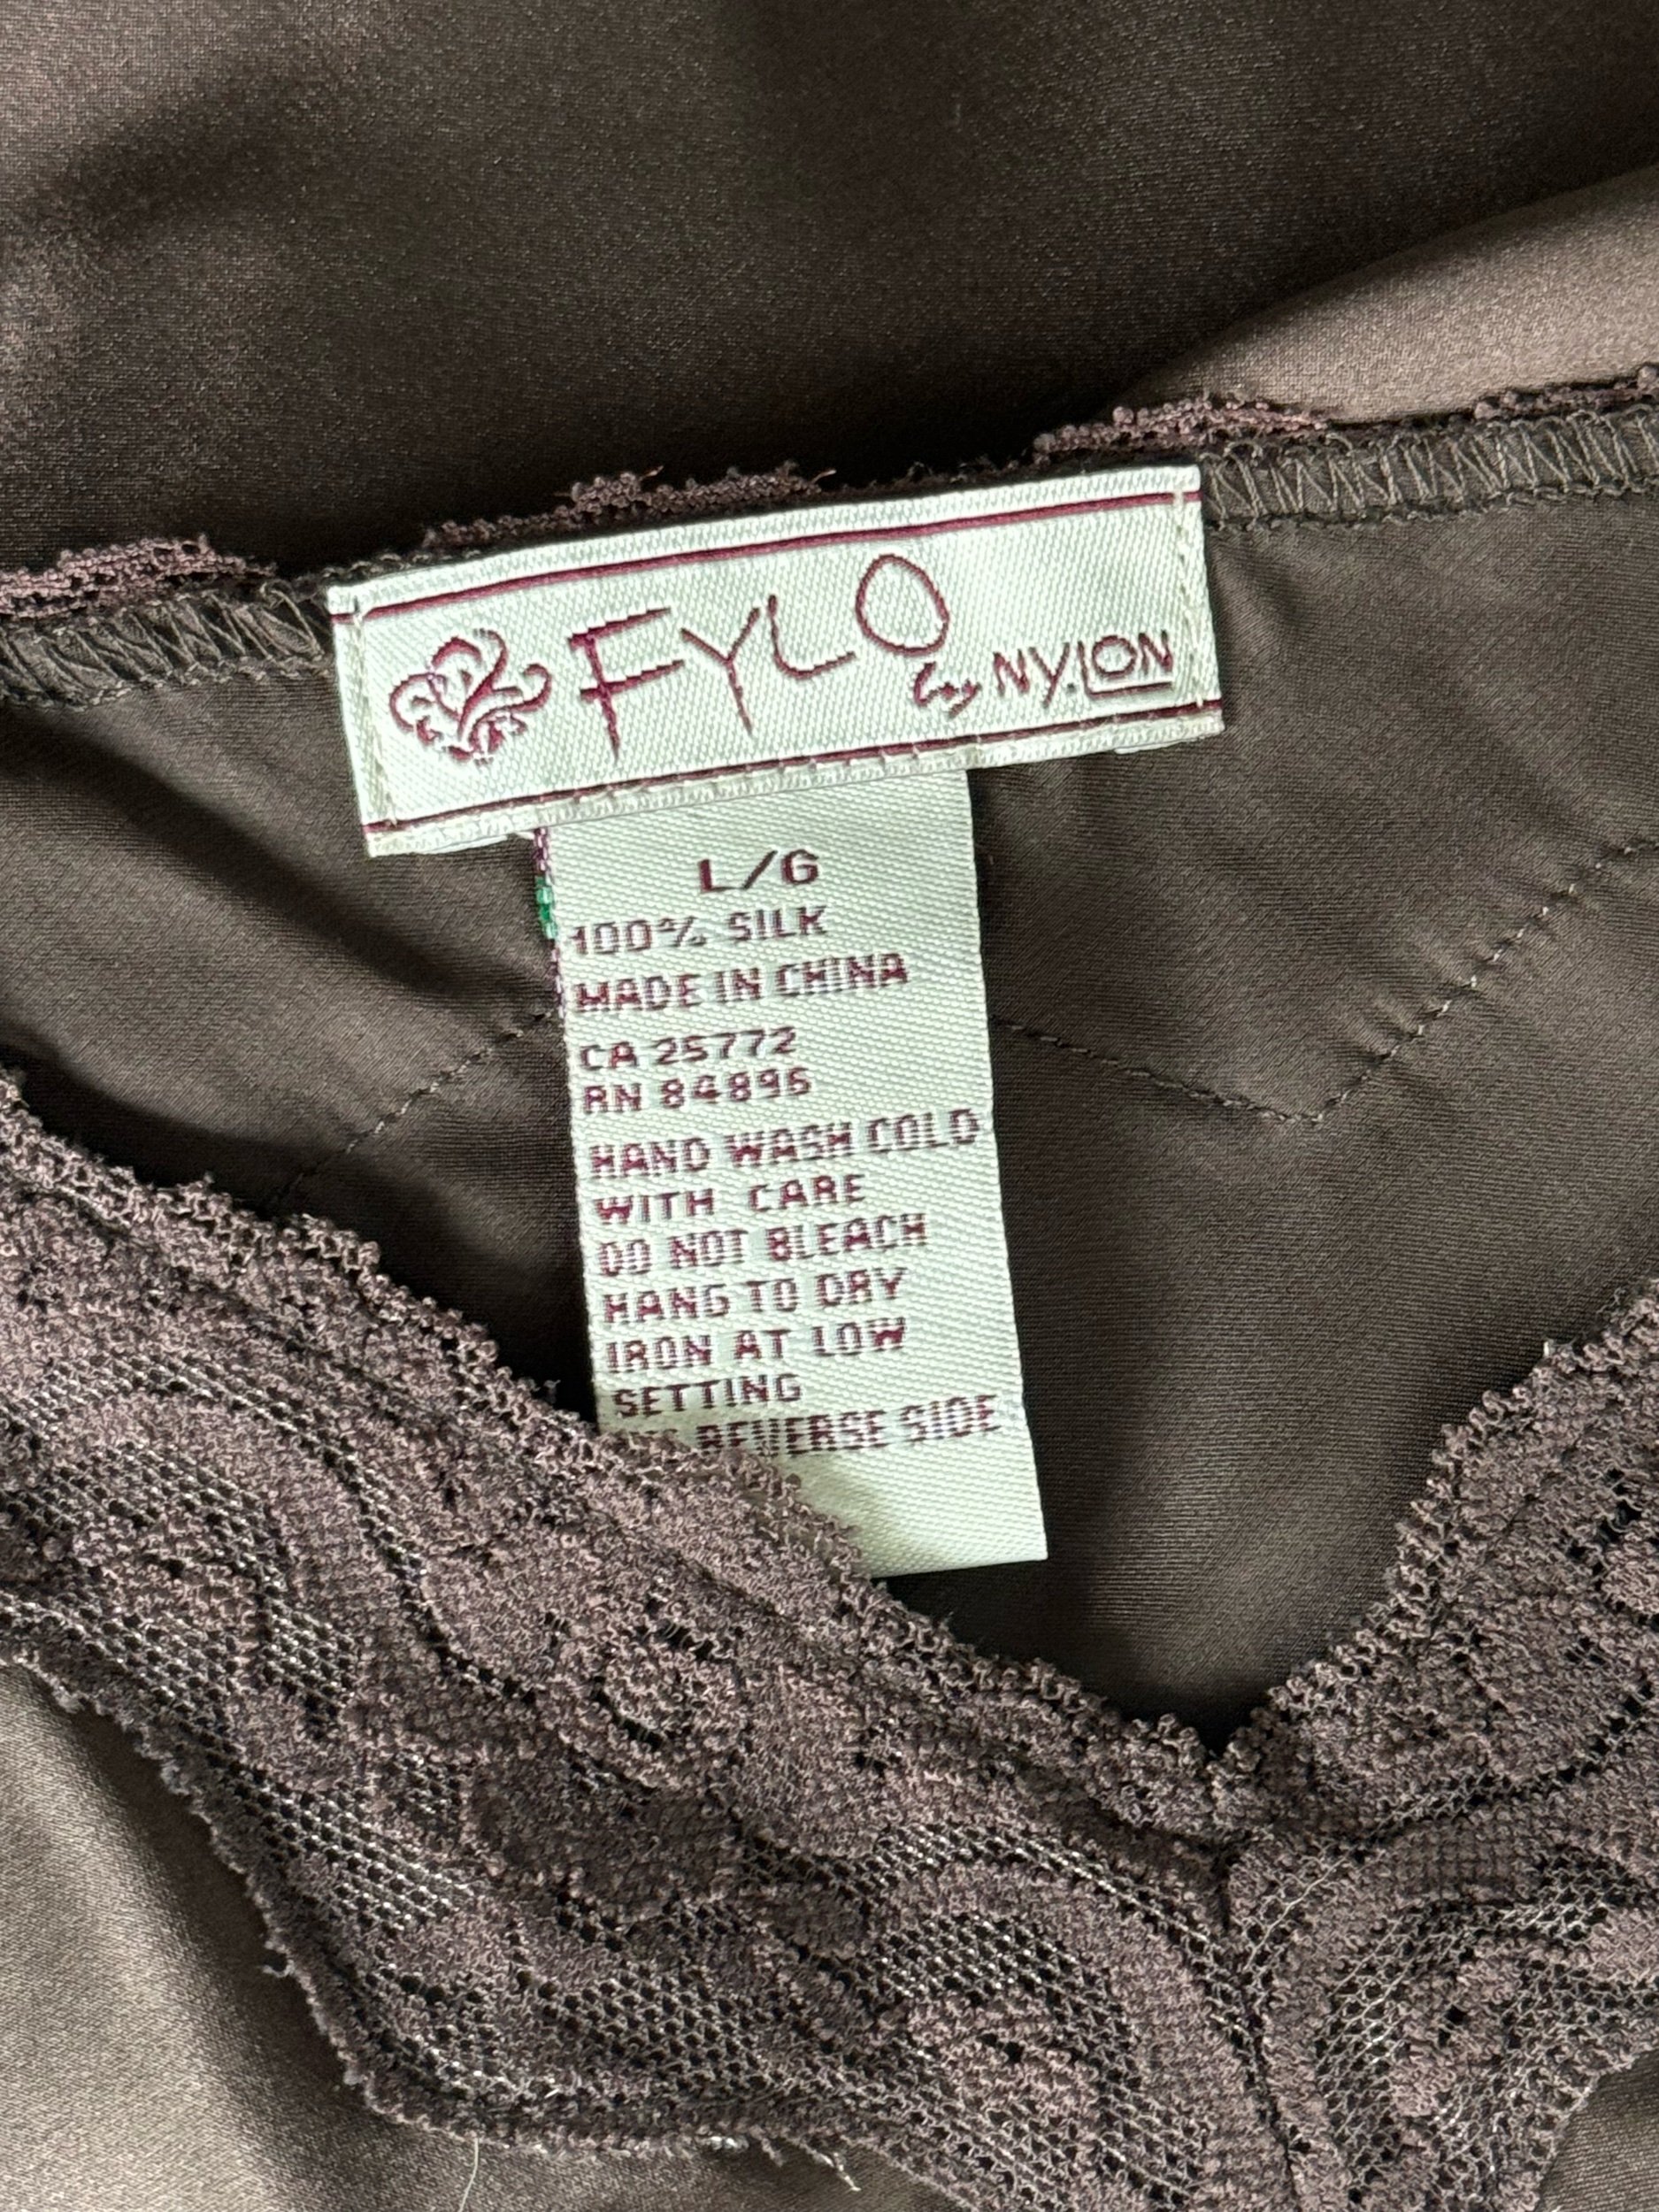 FYLO by NY.LON
L/G
100% SILK
MADE IN CHINA
CA 25772
RN 84896
HAND WASH COLD
WITH CARE
DO NOT BLEACH
HANG TO DRY
IRON AT LOW
SETTING
REVERSE SIDE